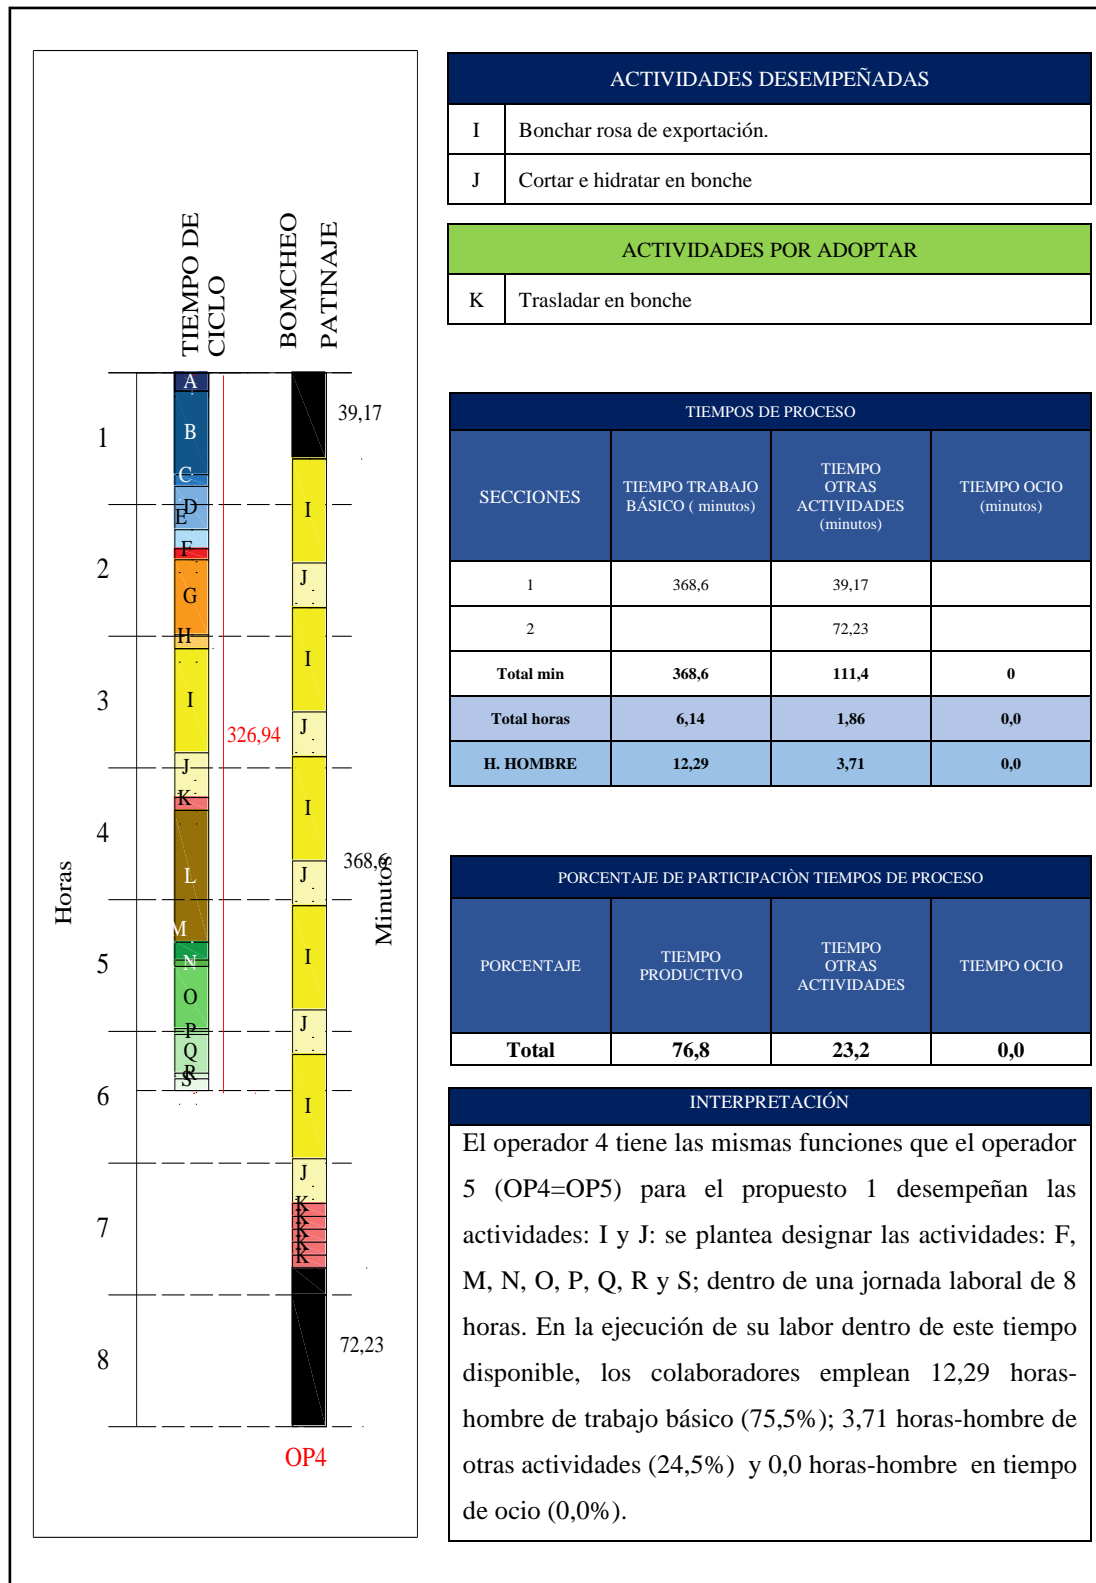 TIEMPO DE
CICLO
BOMCHEO
PATINAJE
Horas
Minutos
1
2
3
4
5
6
7
8
A
B
C
D
E
F
G
H
I
J
K
L
M
N
O
P
Q
R
S
326,94
39,17
I
J
I
J
I
J
I
J
I
J
K
K
K
K
K
368,6
72,23
OP4
ACTIVIDADES DESEMPEÑADAS
I Bonchar rosa de exportación.
J Cortar e hidratar en bonche
ACTIVIDADES POR ADOPTAR
K Trasladar en bonche
TIEMPOS DE PROCESO
SECCIONES
TIEMPO TRABAJO
BÁSICO ( minutos)
TIEMPO
OTRAS
ACTIVIDADES
(minutos)
TIEMPO OCIO
(minutos)
1 368,6 39,17
2 72,23
Total min 368,6 111,4 0
Total horas 6,14 1,86 0,0
H. HOMBRE 12,29 3,71 0,0
PORCENTAJE DE PARTICIPACIÒN TIEMPOS DE PROCESO
PORCENTAJE
TIEMPO
PRODUCTIVO
TIEMPO
OTRAS
ACTIVIDADES
TIEMPO OCIO
Total 76,8 23,2 0,0
INTERPRETACIÓN
El operador 4 tiene las mismas funciones que el operador
5 (OP4=OP5) para el propuesto 1 desempeñan las
actividades: I y J: se plantea designar las actividades: F,
M, N, O, P, Q, R y S; dentro de una jornada laboral de 8
horas. En la ejecución de su labor dentro de este tiempo
disponible, los colaboradores emplean 12,29 horas-
hombre de trabajo básico (75,5%); 3,71 horas-hombre de
otras actividades (24,5%) y 0,0 horas-hombre en tiempo
de ocio (0,0%).